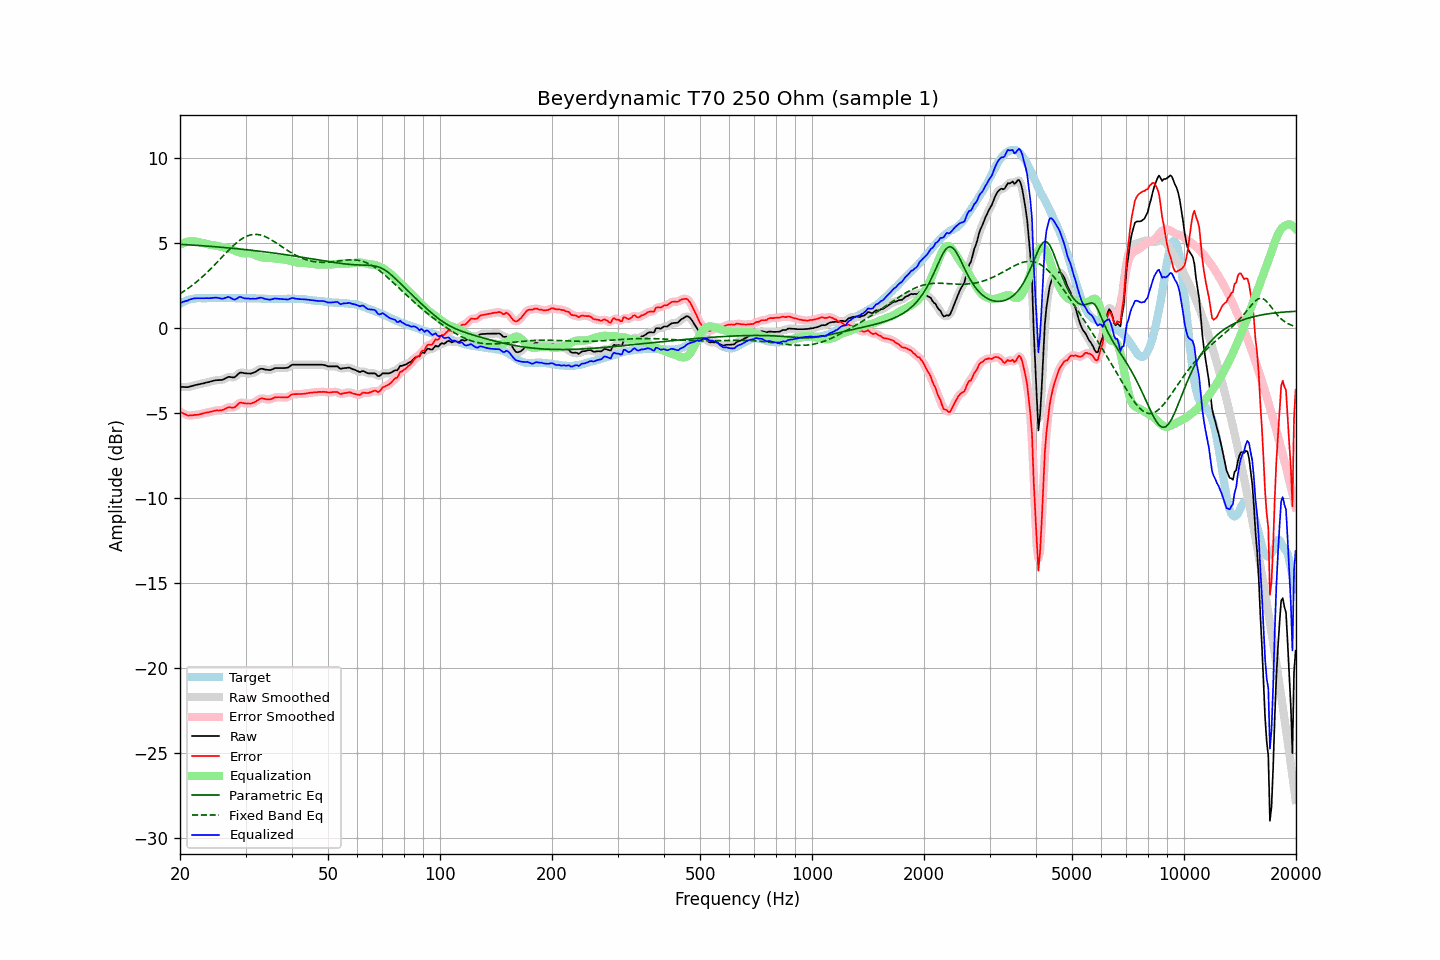 Beyerdynamic T70 250 Ohm (sample 1)
Amplitude (dBr)
10
5
0
−5
−10
−15
−20
−25
−30
Target
Raw Smoothed
Error Smoothed
Raw
Error
Equalization
Parametric Eq
Fixed Band Eq
Equalized
20 50 100 200 500 1000 2000 5000 10000 20000
Frequency (Hz)